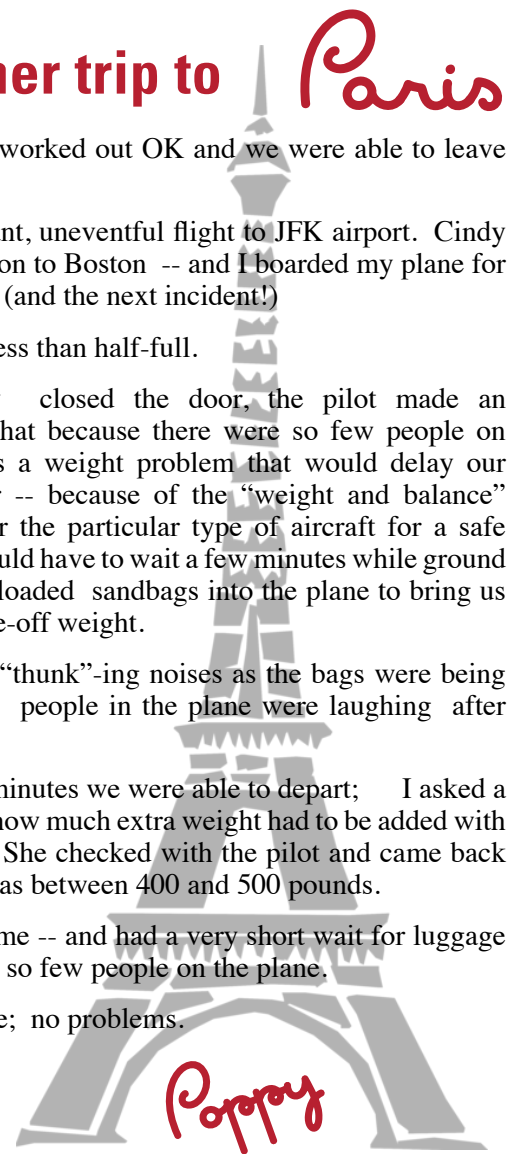 her trip to Paris
worked out OK and we were able to leave
nt, uneventful flight to JFK airport. Cindy
on to Boston -- and I boarded my plane for
(and the next incident!)
ess than half-full.
closed the door, the pilot made an
hat because there were so few people on
s a weight problem that would delay our
-- because of the “weight and balance”
r the particular type of aircraft for a safe
uld have to wait a few minutes while ground
loaded sandbags into the plane to bring us
e-off weight.
“thunk”-ing noises as the bags were being
people in the plane were laughing after
minutes we were able to depart; I asked a
how much extra weight had to be added with
She checked with the pilot and came back
as between 400 and 500 pounds.
me -- and had a very short wait for luggage
so few people on the plane.
e; no problems.
Poppy